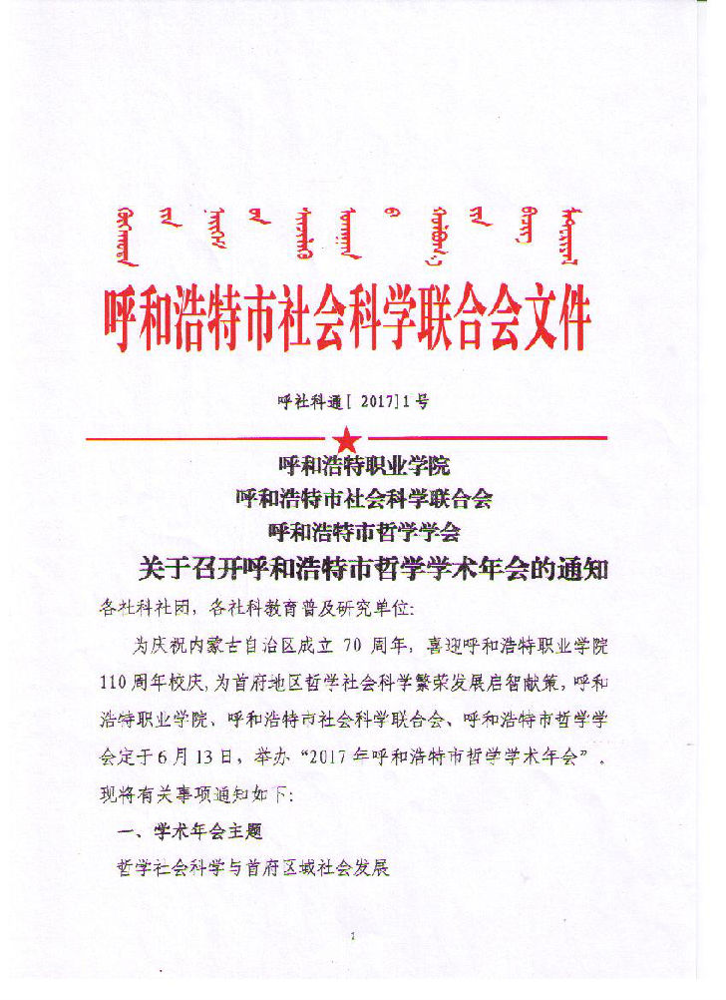 呼和浩特市社会科学联合会文件
呼社科通[ 2017]1号
呼和浩特职业学院
呼和浩特市社会科学联合会
呼和浩特市哲学学会
关于召开呼和浩特市哲学学术年会的通知
各社科社团，各社科教育普及研究单位:
为庆祝内蒙古自治区成立 70 周年，喜迎呼和浩特职业学院
110周年校庆,为首府地区哲学社会科学繁荣发展启智献策，呼和
浩特职业学院、呼和浩特市社会科学联合会、呼和浩特市哲学学
会定于6月13日，举办“2017年呼和浩特市哲学学术年会”。
现将有关事项通知如下:
一、学术年会主题
哲学社会科学与首府区域社会发展
1